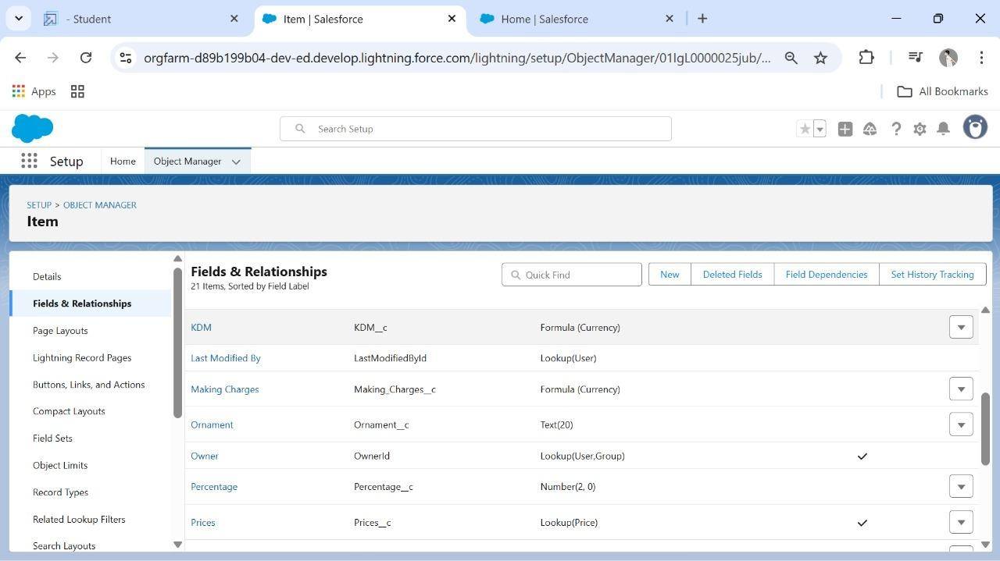 - Student
Item | Salesforce
Home | Salesforce
orgfarm-d89b199b04-dev-ed.develop.lightning.force.com/lightning/setup/ObjectManager/01IgL0000025jub/...
Apps
All Bookmarks
Search Setup
Setup
Home
Object Manager
SETUP > OBJECT MANAGER
Item
Details
Fields & Relationships
Page Layouts
Lightning Record Pages
Buttons, Links, and Actions
Compact Layouts
Field Sets
Object Limits
Record Types
Related Lookup Filters
Search Layouts
Fields & Relationships
21 Items, Sorted by Field Label
Quick Find
New
Deleted Fields
Field Dependencies
Set History Tracking
KDM KDM__c Formula (Currency)
Last Modified By LastModifiedById Lookup(User)
Making Charges Making_Charges__c Formula (Currency)
Ornament Ornament__c Text(20)
Owner OwnerId Lookup(User,Group)
Percentage Percentage__c Number(2, 0)
Prices Prices__c Lookup(Price)